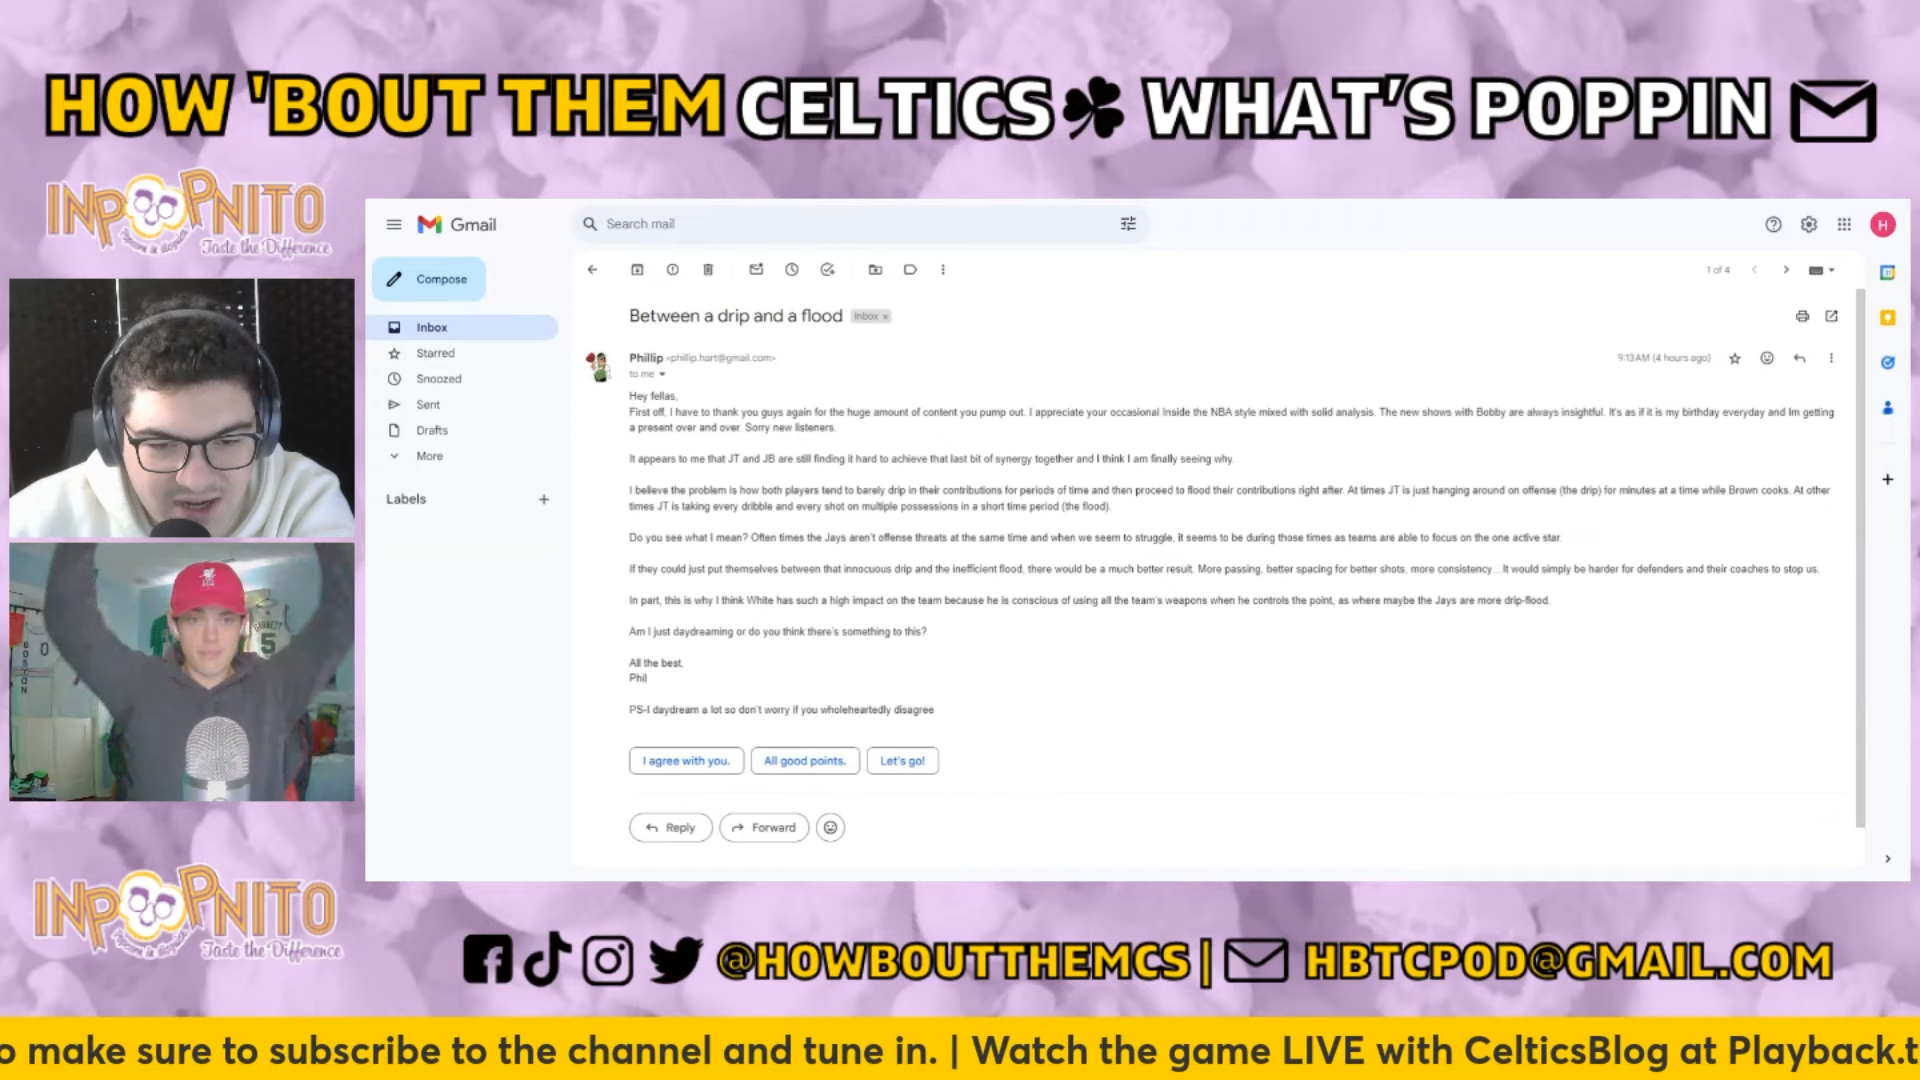 HOW 'BOUT THEM CELTICS WHAT'S POPPIN
INPOPNITO
Taste the Difference
Gmail
Search mail
H
Compose
1 of 4
Inbox
Starred
Snoozed
Sent
Drafts
More
Labels
Between a drip and a flood Inbox x
Phillip <phillip.hart@gmail.com>
9:13AM (4 hours ago)
to me
Hey fellas,
First off, I have to thank you guys again for the huge amount of content you pump out. I appreciate your occasional Inside the NBA style mixed with solid analysis. The new shows with Bobby are always insightful. It's as if it is my birthday everyday and Im getting
a present over and over. Sorry new listeners.
It appears to me that JT and JB are still finding it hard to achieve that last bit of synergy together and I think I am finally seeing why.
I believe the problem is how both players tend to barely drip in their contributions for periods of time and then proceed to flood their contributions right after. At times JT is just hanging around on offense (the drip) for minutes at a time while Brown cooks. At other
times JT is taking every dribble and every shot on multiple possessions in a short time period (the flood).
Do you see what I mean? Often times the Jays aren't offense threats at the same time and when we seem to struggle, it seems to be during those times as teams are able to focus on the one active star.
If they could just put themselves between that innocuous drip and the inefficient flood, there would be a much better result. More passing, better spacing for better shots, more consistency...It would simply be harder for defenders and their coaches to stop us.
In part, this is why I think White has such a high impact on the team because he is conscious of using all the team's weapons when he controls the point, as where maybe the Jays are more drip-flood.
Am I just daydreaming or do you think there's something to this?
All the best,
Phil
PS-I daydream a lot so don't worry if you wholeheartedly disagree
I agree with you. All good points. Let's go!
Reply Forward
BOSTON
0
GARNETT
5
INPOPNITO
Taste the Difference
@HOWBOUTTHEMCS | HBTCPOD@GMAIL.COM
o make sure to subscribe to the channel and tune in. | Watch the game LIVE with CelticsBlog at Playback.t